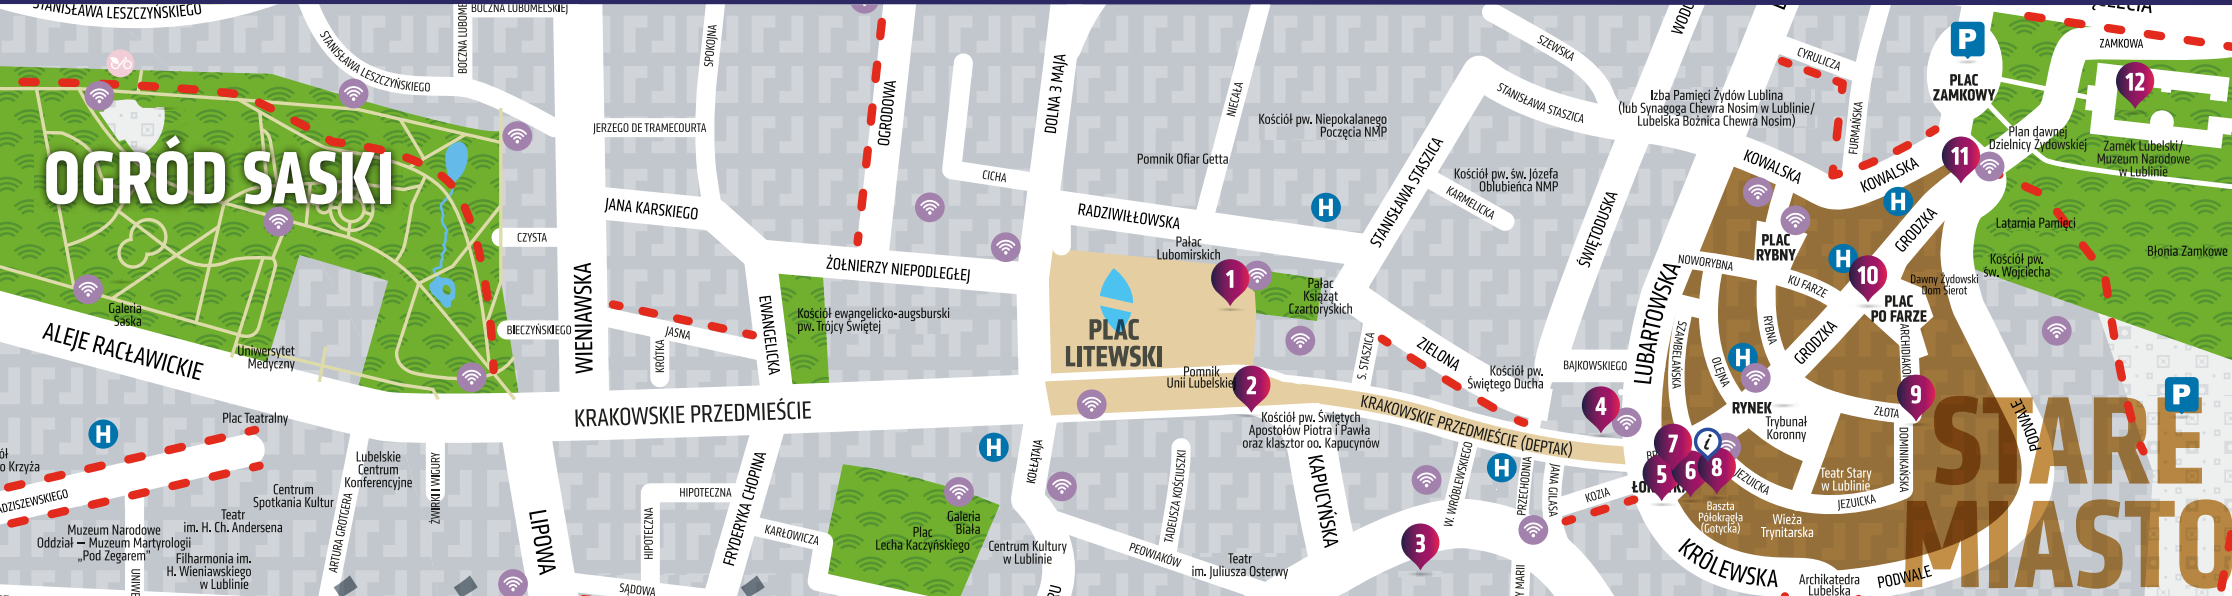 STANISŁAWA LESZCZYŃSKIEGO
BOCZNA LUBOMELSKIEJ
STANISŁAWA LESZCZYŃSKIEGO
SPOKOJNA
OGRODOWA
DOLNA 3 MAJA
NIECAŁA
SZEWSKA
STANISŁAWA STASZICA
CYRULICZA
FURMAŃSKA
P
PLAC
ZAMKOWY
ZAMKOWA
12
JERZEGO DE TRAMECOURTA
Kościół pw. Niepokalanego
Poczęcia NMP
Izba Pamięci Żydów Lublina
(lub Synagoga Chewra Nosim w Lublinie/
Lubelska Bożnica Chewra Nosim)
Plan dawnej
Dzielnicy Żydowskiej
Zamek Lubelski/
Muzeum Narodowe
w Lublinie
OGRÓD SASKI
CICHA
Pomnik Ofiar Getta
STANISŁAWA STASZICA
Kościół pw. św. Józefa
Oblubieńca NMP
KARMELICKA
KOWALSKA
KOWALSKA
11
H
JANA KARSKIEGO
RADZIWIŁŁOWSKA
H
ŚWIĘTODUSKA
GRODZKA
Latarnia Pamięci
Błonia Zamkowe
CZYSTA
WIENIAWSKA
ŻOŁNIERZY NIEPODLEGŁEJ
Pałac
Lubomirskich
1
PLAC
RYBNY
NOWORYBNA
KU FARZE
H
10
Dawny Żydowski
Dom Sierot
Kościół pw.
św. Wojciecha
Galeria
Saska
BIECZYŃSKIEGO
JASNA
KRÓTKA
EWANGELICKA
Kościół ewangelicko-augsburski
pw. Trójcy Świętej
PLAC
LITEWSKI
Pałac
Książąt
Czartoryskich
LUBARTOWSKA
SZAMBELAŃSKA
OLEJNA
RYBNA
GRODZKA
PLAC
PO FARZE
ALEJE RACŁAWICKIE
Uniwersytet
Medyczny
S. STASZICA
ZIELONA
Kościół pw.
Świętego Ducha
BAJKOWSKIEGO
H
KRAKOWSKIE PRZEDMIEŚCIE
Pomnik
Unii Lubelskiej
2
KRAKOWSKIE PRZEDMIEŚCIE (DEPTAK)
4
RYNEK
Trybunał
Koronny
ZŁOTA
9
P
Plac Teatralny
H
Kościół pw. Świętych
Apostołów Piotra i Pawła
oraz klasztor oo. Kapucynów
H
H
7
5
6
i
8
JEZUICKA
Teatr Stary
w Lublinie
JEZUICKA
DOMINIKAŃSKA
PODWALE
STARE
MIASTO
Lubelskie
Centrum
Konferencyjne
ŻWIRKI I WIGURY
Centrum
Spotkania Kultur
Teatr
im. H. Ch. Andersena
ARTURA GROTGERA
Muzeum Narodowe
Oddział – Muzeum Martyrologii
„Pod Zegarem”
Filharmonia im.
H. Wieniawskiego
w Lublinie
LIPOWA
HIPOTECZNA
HIPOTECZNA
FRYDERYKA CHOPINA
KARŁOWICZA
SĄDOWA
Plac
Lecha Kaczyńskiego
Galeria
Biała
KOŁŁĄTAJA
Centrum Kultury
w Lublinie
PEOWIAKÓW
TADEUSZA KOŚCIUSZKI
Teatr
im. Juliusza Osterwy
KAPUCYŃSKA
3
W. WRÓBLEWSKIEGO
PRZECHODNIA
JANA GILASA
KOZIA
Baszta
Półokrągła
(Gotycka)
Wieża
Trynitarska
KRÓLEWSKA
Archikatedra
Lubelska
PODWALE